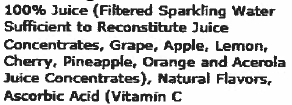 100% Juice (Filtered Sparkling Water
Sufficient to Reconstitute Juice
Concentrates, Grape, Apple, Lemon,
Cherry, Pineapple, Orange and Acerola
Juice Concentrates), Natural Flavors,
Ascorbic Acid (Vitamin C